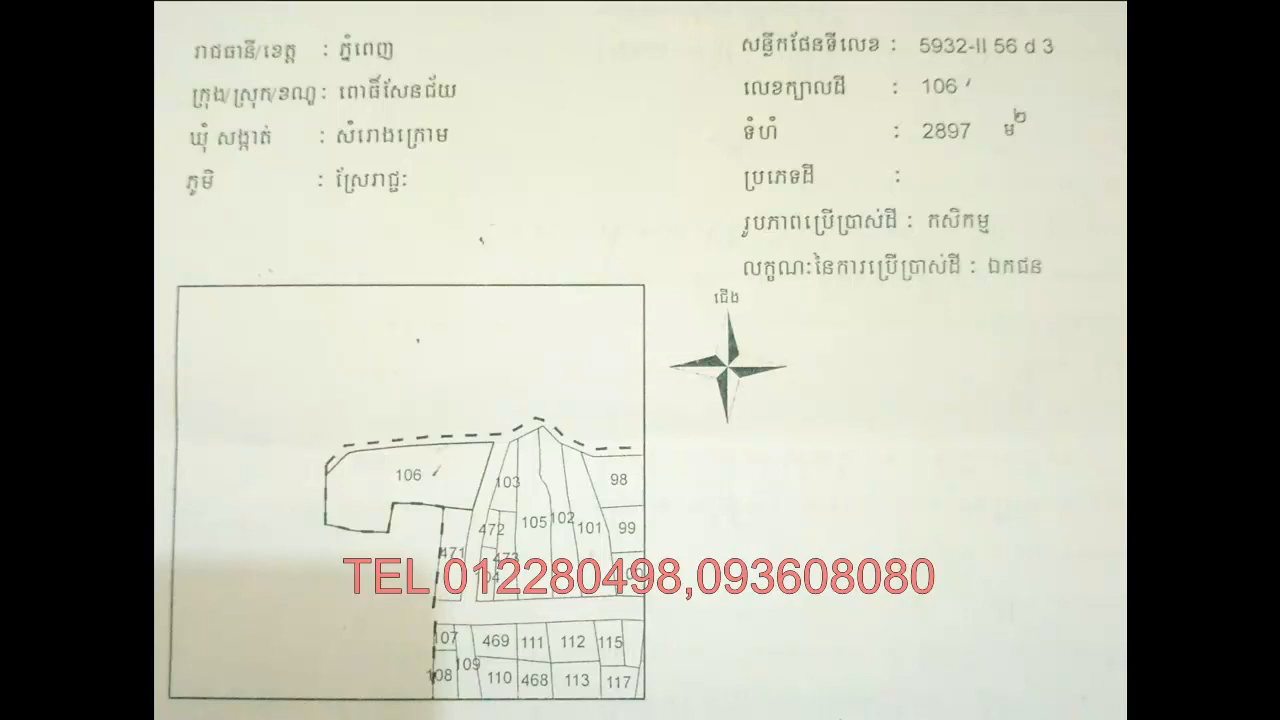 រាជធានី/ខេត្ត : ភ្នំពេញ
ក្រុង/ស្រុក/ខណ្ឌ : ពោធិ៍សែនជ័យ
ឃុំ សង្កាត់ : សំរោងក្រោម
ភូមិ : ស្រែរាជ្ជៈ
សន្លឹកផែនទីលេខ : 5932-II 56 d 3
លេខក្បាលដី : 106
ទំហំ : 2897 ម២
ប្រភេទដី :
រូបភាពប្រើប្រាស់ដី : កសិកម្ម
លក្ខណៈនៃការប្រើប្រាស់ដី : ឯកជន
ជើង
106
103
98
472
105
102
101
99
471
473
TEL 012280498,093608080
107
469
111
112
115
109
108
110
468
113
117